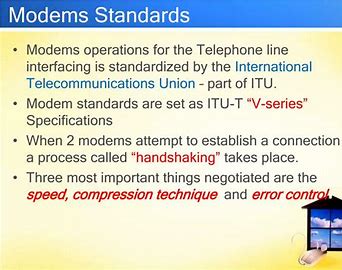 Modems Standards
• Modems operations for the Telephone line
interfacing is standardized by the International
Telecommunications Union – part of ITU.
• Modem standards are set as ITU-T “V-series”
Specifications
• When 2 modems attempt to establish a connection
a process called “handshaking” takes place.
• Three most important things negotiated are the
speed, compression technique and error control